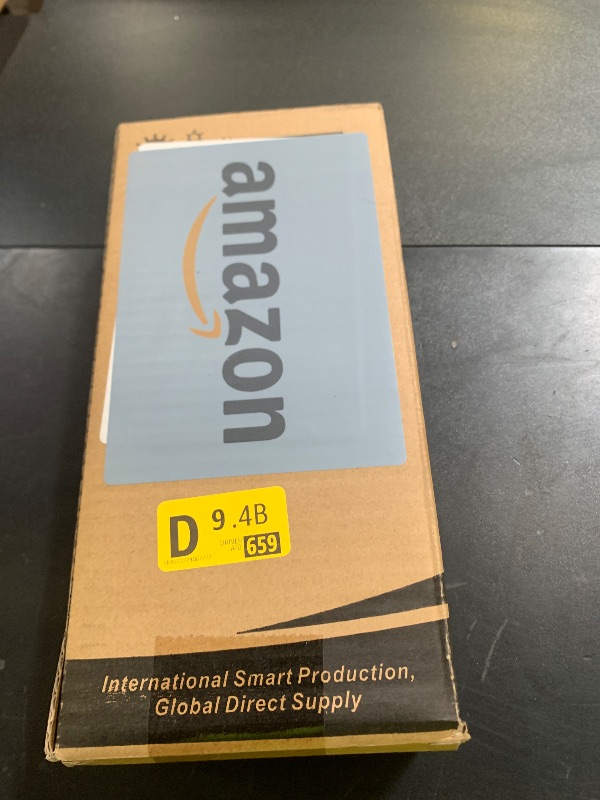 amazon
D 9.4B
659
International Smart Production,
Global Direct Supply